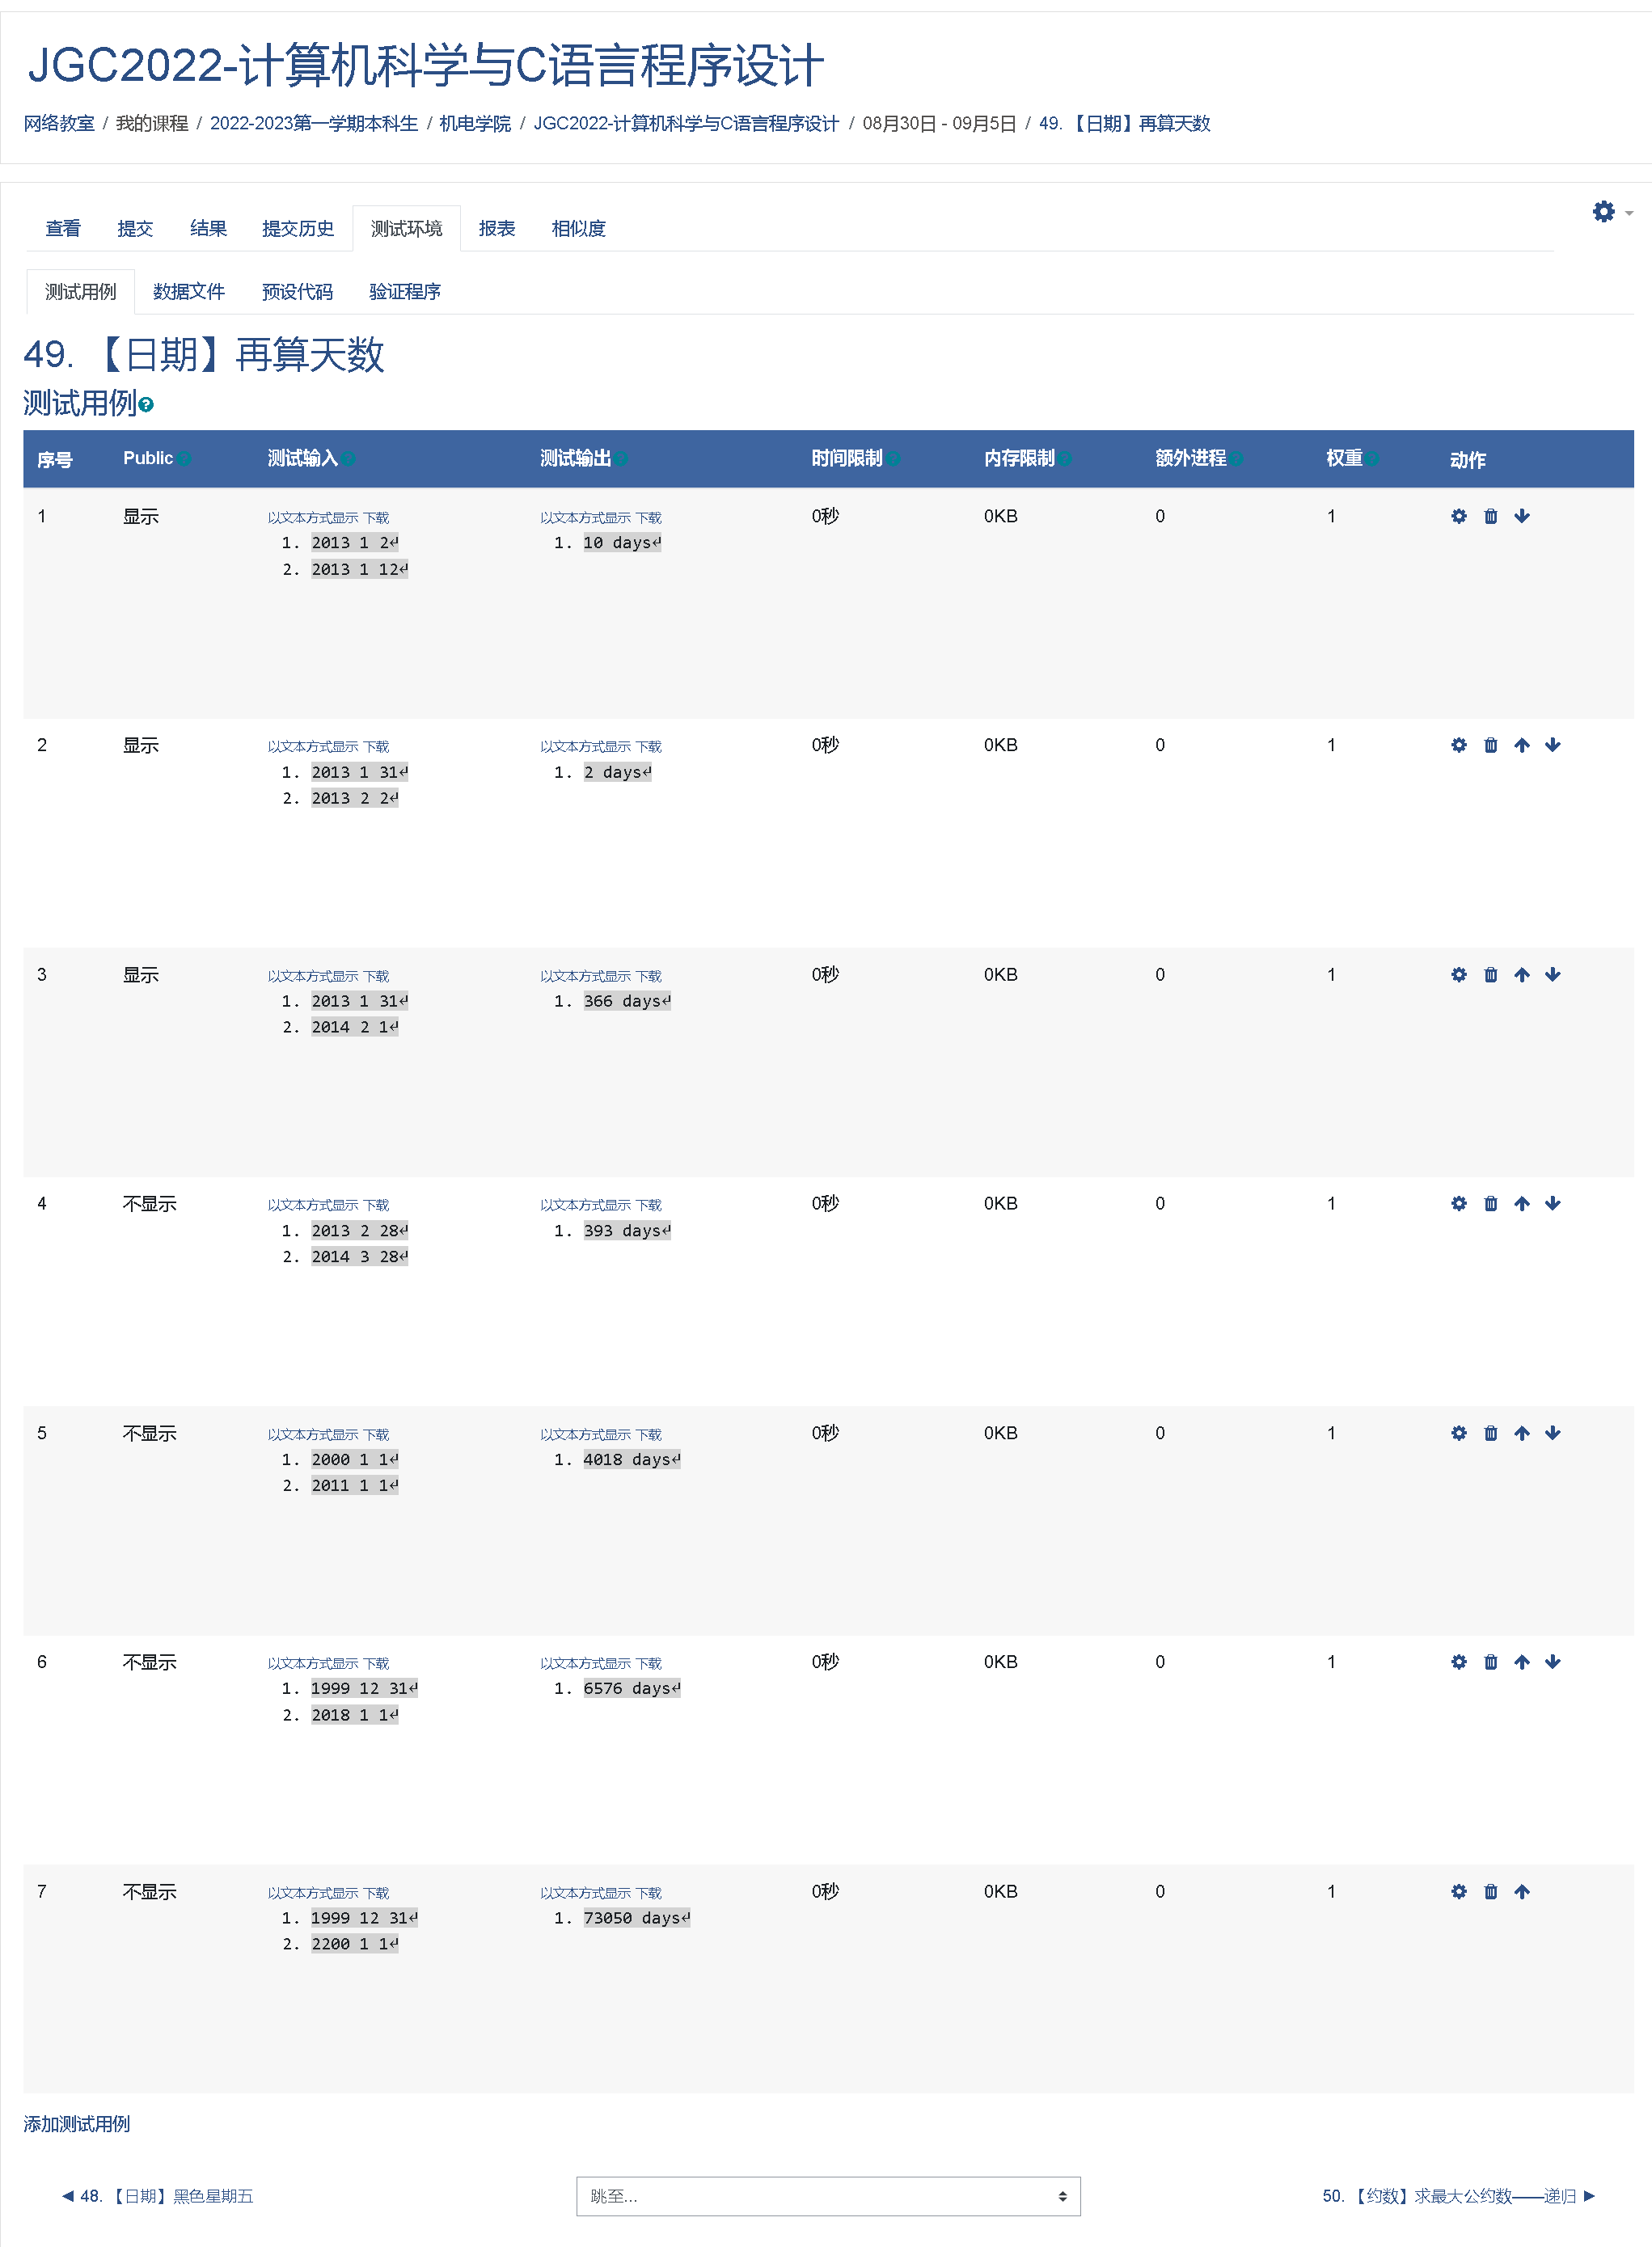 JGC2022-计算机科学与C语言程序设计
网络教室 / 我的课程 / 2022-2023第一学期本科生 / 机电学院 / JGC2022-计算机科学与C语言程序设计 / 08月30日 - 09月5日 / 49. 【日期】再算天数
查看 提交 结果 提交历史 测试环境 报表 相似度
测试用例 数据文件 预设代码 验证程序
49. 【日期】再算天数
测试用例
序号 Public 测试输入 测试输出 时间限制 内存限制 额外进程 权重 动作
1 显示 以文本方式显示 下载 以文本方式显示 下载 0秒 0KB 0 1
1. 2013 1 2↵ 1. 10 days↵
2. 2013 1 12↵
2 显示 以文本方式显示 下载 以文本方式显示 下载 0秒 0KB 0 1
1. 2013 1 31↵ 1. 2 days↵
2. 2013 2 2↵
3 显示 以文本方式显示 下载 以文本方式显示 下载 0秒 0KB 0 1
1. 2013 1 31↵ 1. 366 days↵
2. 2014 2 1↵
4 不显示 以文本方式显示 下载 以文本方式显示 下载 0秒 0KB 0 1
1. 2013 2 28↵ 1. 393 days↵
2. 2014 3 28↵
5 不显示 以文本方式显示 下载 以文本方式显示 下载 0秒 0KB 0 1
1. 2000 1 1↵ 1. 4018 days↵
2. 2011 1 1↵
6 不显示 以文本方式显示 下载 以文本方式显示 下载 0秒 0KB 0 1
1. 1999 12 31↵ 1. 6576 days↵
2. 2018 1 1↵
7 不显示 以文本方式显示 下载 以文本方式显示 下载 0秒 0KB 0 1
1. 1999 12 31↵ 1. 73050 days↵
2. 2200 1 1↵
添加测试用例
◀ 48. 【日期】黑色星期五 跳至... 50. 【约数】求最大公约数——递归 ▶